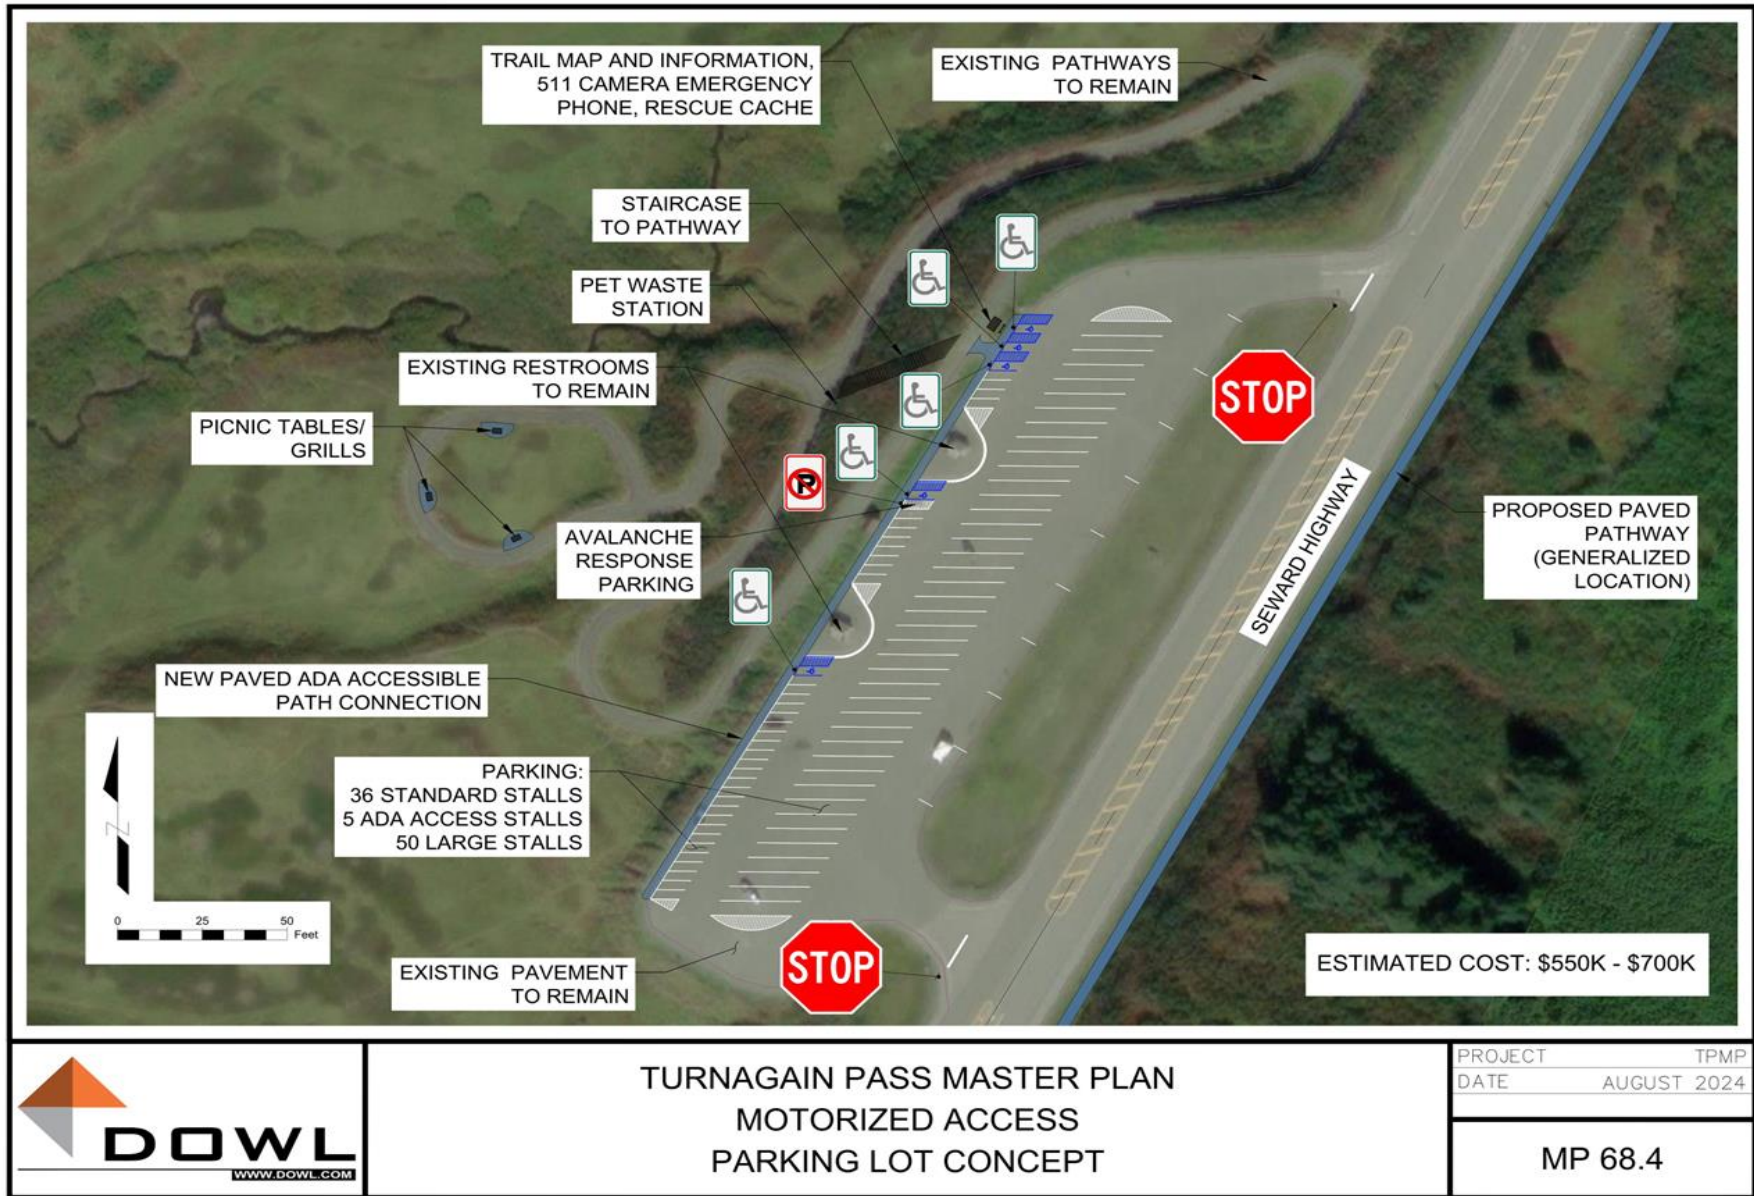 TRAIL MAP AND INFORMATION,
511 CAMERA EMERGENCY
PHONE, RESCUE CACHE
EXISTING PATHWAYS
TO REMAIN
STAIRCASE
TO PATHWAY
PET WASTE
STATION
EXISTING RESTROOMS
TO REMAIN
PICNIC TABLES/
GRILLS
STOP
P
AVALANCHE
RESPONSE
PARKING
SEWARD HIGHWAY
PROPOSED PAVED
PATHWAY
(GENERALIZED
LOCATION)
NEW PAVED ADA ACCESSIBLE
PATH CONNECTION
PARKING:
36 STANDARD STALLS
5 ADA ACCESS STALLS
50 LARGE STALLS
Z
0 25 50
Feet
EXISTING PAVEMENT
TO REMAIN
STOP
ESTIMATED COST: $550K - $700K
DOWL
WWW.DOWL.COM
TURNAGAIN PASS MASTER PLAN
MOTORIZED ACCESS
PARKING LOT CONCEPT
PROJECT TPMP
DATE AUGUST 2024
MP 68.4